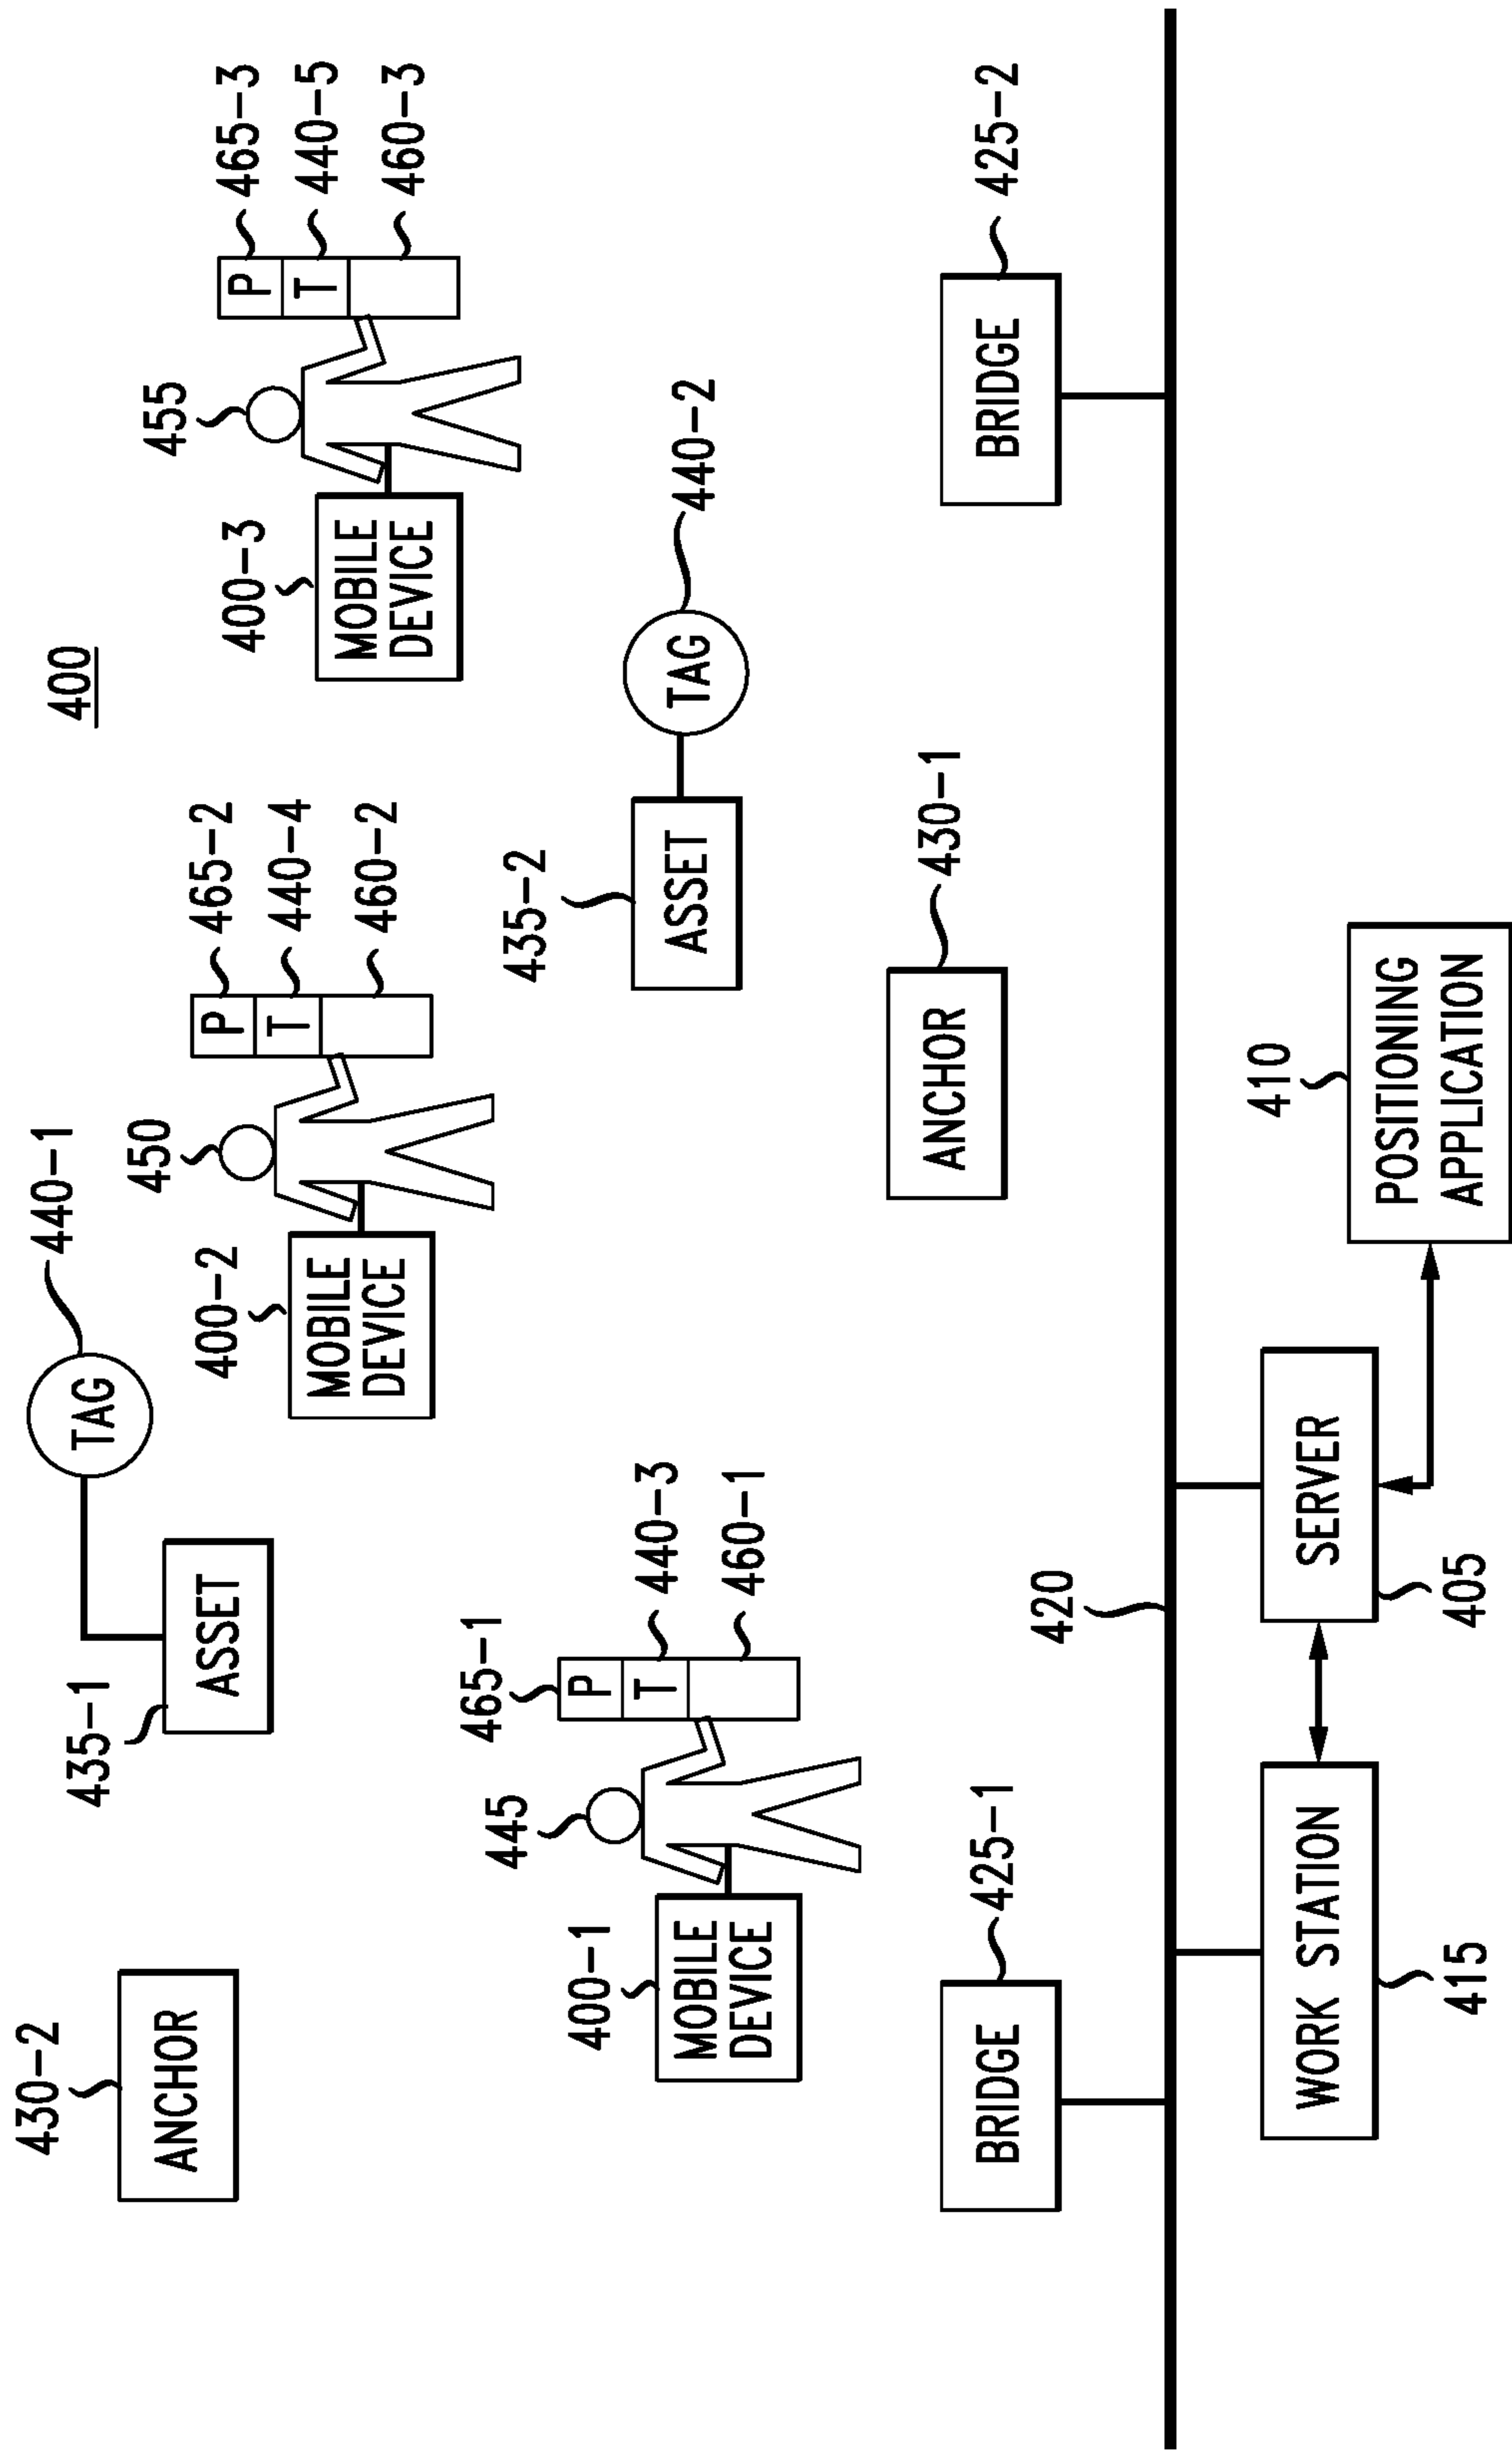 400
430-2
ANCHOR
435-1
ASSET
440-1
TAG
450
465-2
440-4
460-2
P
T
400-2
MOBILE
DEVICE
455
465-3
440-5
460-3
P
T
400-3
MOBILE
DEVICE
445
465-1
440-3
460-1
P
T
400-1
MOBILE
DEVICE
435-2
ASSET
440-2
TAG
425-1
BRIDGE
430-1
ANCHOR
425-2
BRIDGE
420
WORK STATION
415
SERVER
405
410
POSITIONING
APPLICATION